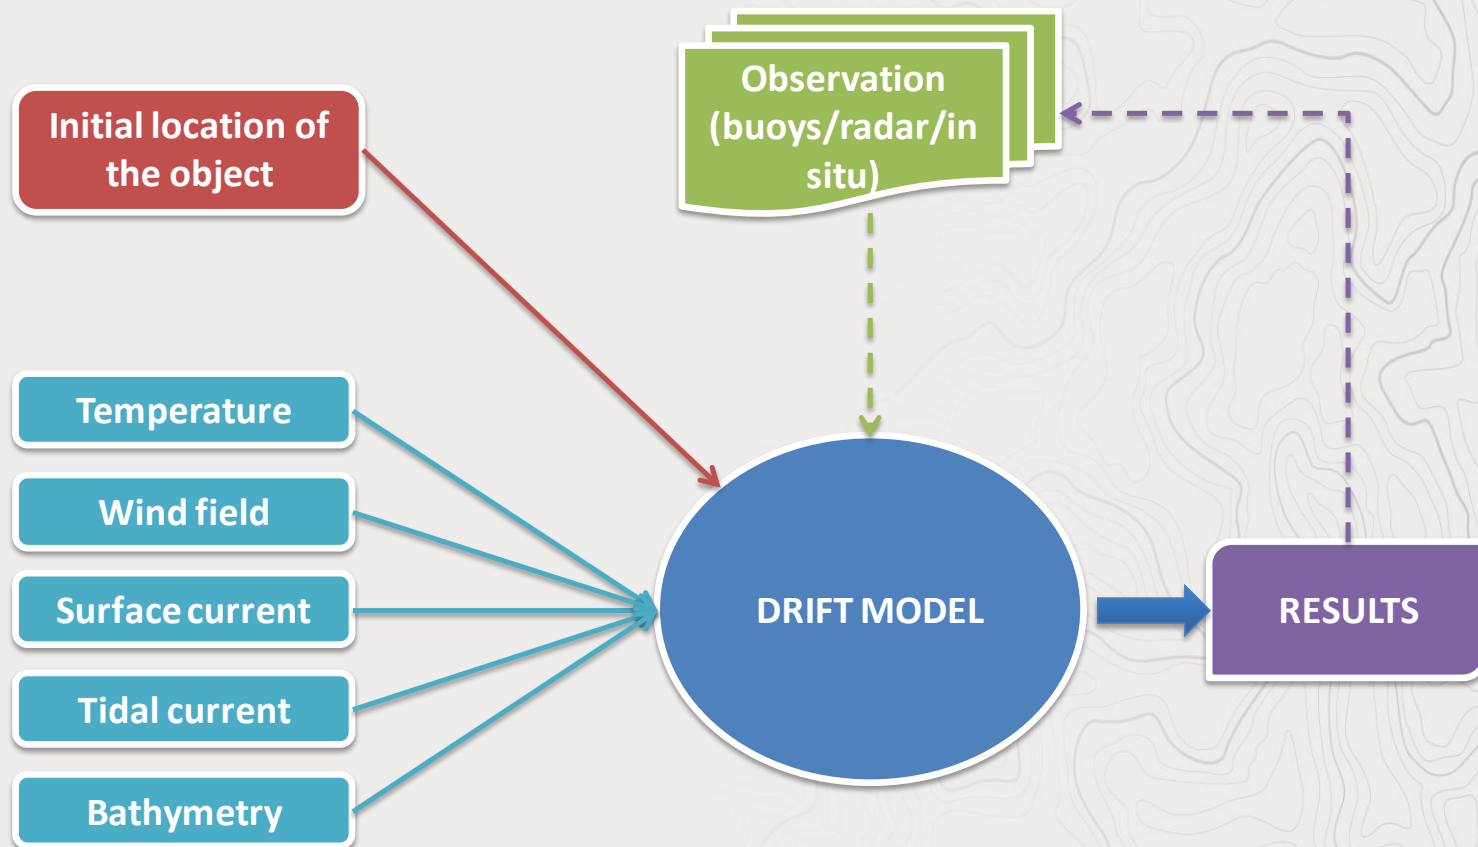 Initial location of
the object
Observation
(buoys/radar/in
situ)
Temperature
Wind field
Surface current
Tidal current
Bathymetry
DRIFT MODEL
RESULTS